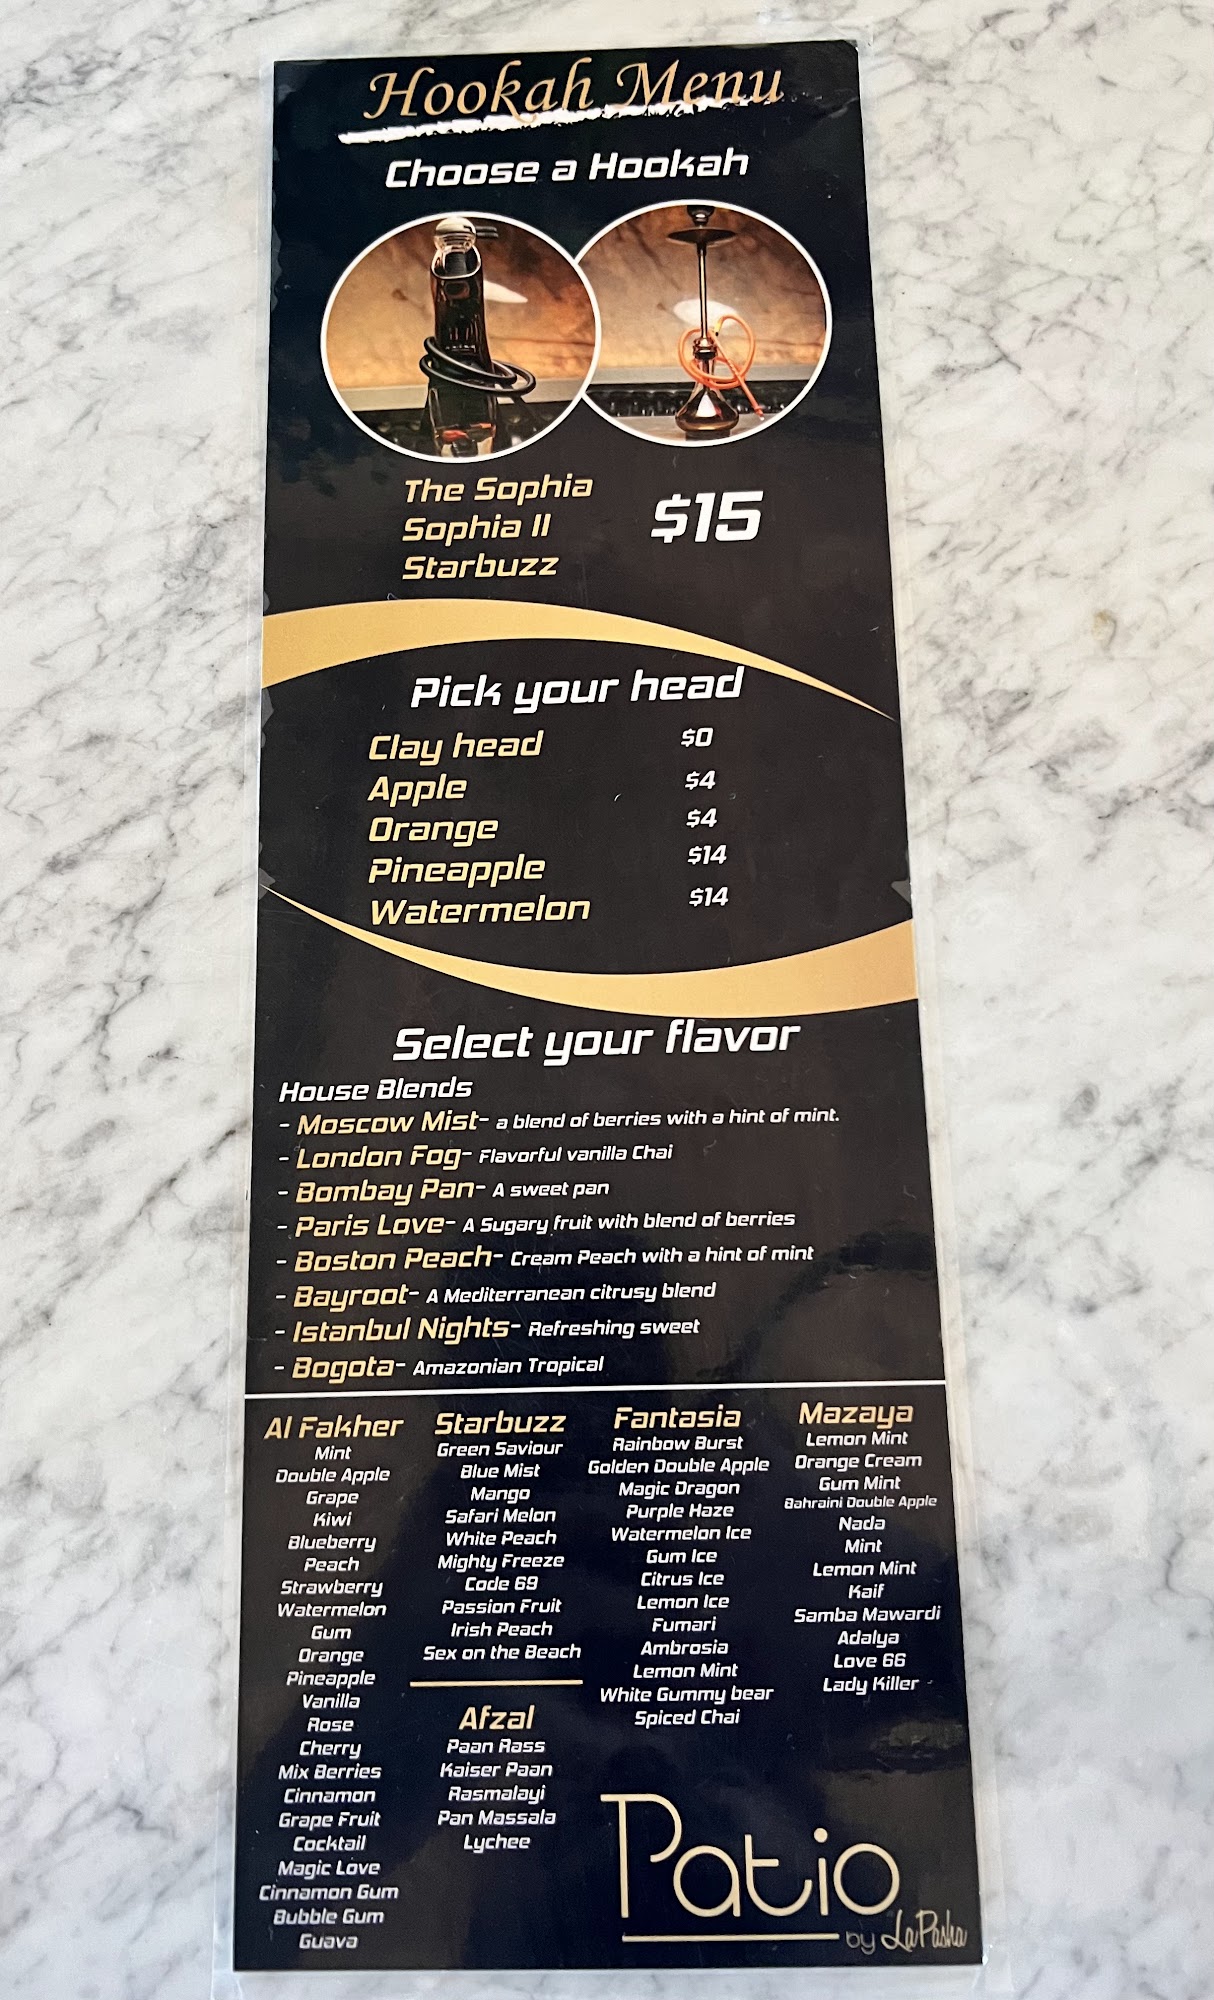 Hookah Menu
Choose a Hookah
The Sophia
Sophia II
Starbuzz
$15
Pick your head
Clay head $0
Apple $4
Orange $4
Pineapple $14
Watermelon $14
Select your flavor
House Blends
- Moscow Mist- a blend of berries with a hint of mint.
- London Fog- Flavorful vanilla Chai
- Bombay Pan- A sweet pan
- Paris Love- A Sugary fruit with blend of berries
- Boston Peach- Cream Peach with a hint of mint
- Bayroot- A Mediterranean citrusy blend
- Istanbul Nights- Refreshing sweet
- Bogota- Amazonian Tropical
Al Fakher
Mint
Double Apple
Grape
Kiwi
Blueberry
Peach
Strawberry
Watermelon
Gum
Orange
Pineapple
Vanilla
Rose
Cherry
Mix Berries
Cinnamon
Grape Fruit
Cocktail
Magic Love
Cinnamon Gum
Bubble Gum
Guava
Starbuzz
Green Saviour
Blue Mist
Mango
Safari Melon
White Peach
Mighty Freeze
Code 69
Passion Fruit
Irish Peach
Sex on the Beach
Afzal
Paan Rass
Kaiser Paan
Rasmalayi
Pan Massala
Lychee
Fantasia
Rainbow Burst
Golden Double Apple
Magic Dragon
Purple Haze
Watermelon Ice
Gum Ice
Citrus Ice
Lemon Ice
Fumari
Ambrosia
Lemon Mint
White Gummy bear
Spiced Chai
Mazaya
Lemon Mint
Orange Cream
Gum Mint
Bahraini Double Apple
Nada
Mint
Lemon Mint
Kaif
Samba Mawardi
Adalya
Love 66
Lady Killer
Patio
by La Pasha